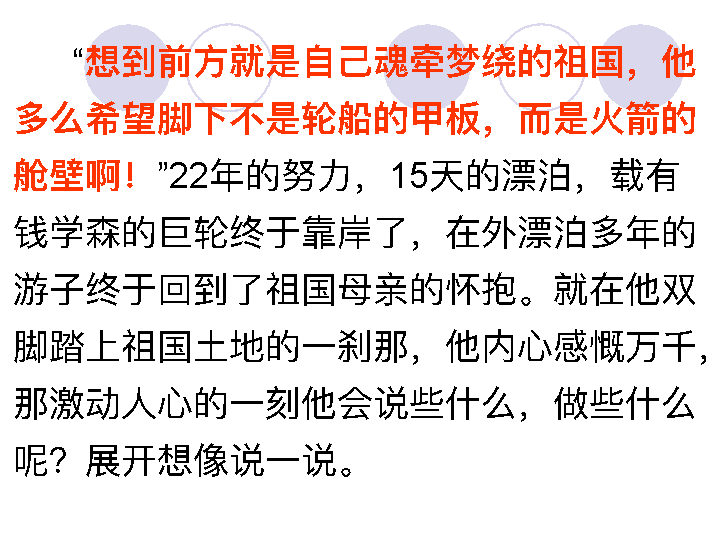 “想到前方就是自己魂牵梦绕的祖国，他
多么希望脚下不是轮船的甲板，而是火箭的
舱壁啊！”22年的努力，15天的漂泊，载有
钱学森的巨轮终于靠岸了，在外漂泊多年的
游子终于回到了祖国母亲的怀抱。就在他双
脚踏上祖国土地的一刹那，他内心感慨万千，
那激动人心的一刻他会说些什么，做些什么
呢？展开想像说一说。